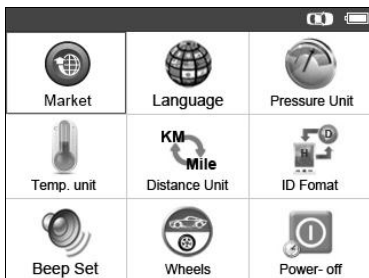 Market Language Pressure Unit
KM
Mile
D
H
Temp. unit Distance Unit ID Fomat
Beep Set Wheels Power- off